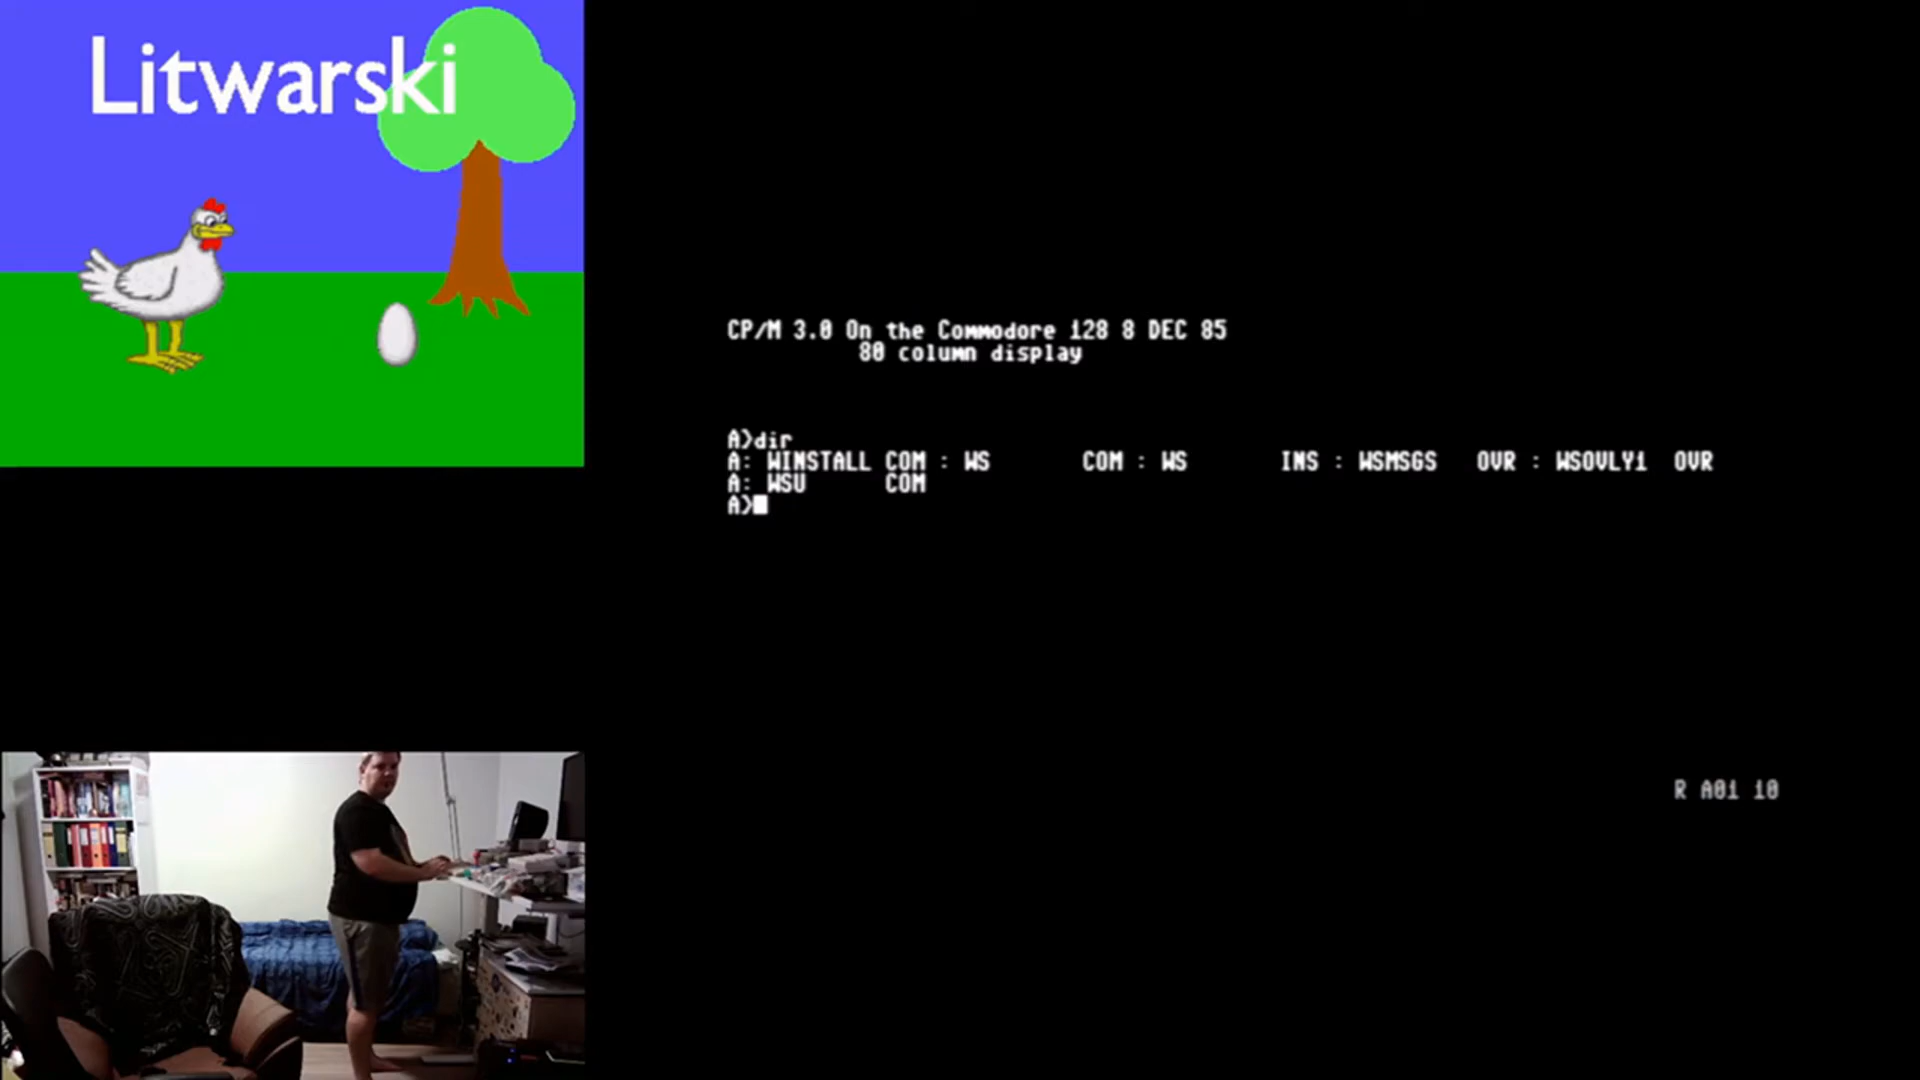 Litwarski
CP/M 3.0 On the Commodore 128 8 DEC 85
80 column display
A>dir
A: WINSTALL COM : WS       COM : WS       INS : WSMSGS   OVR : WSOVLY1  OVR
A: WSU      COM
A>
R A01 10